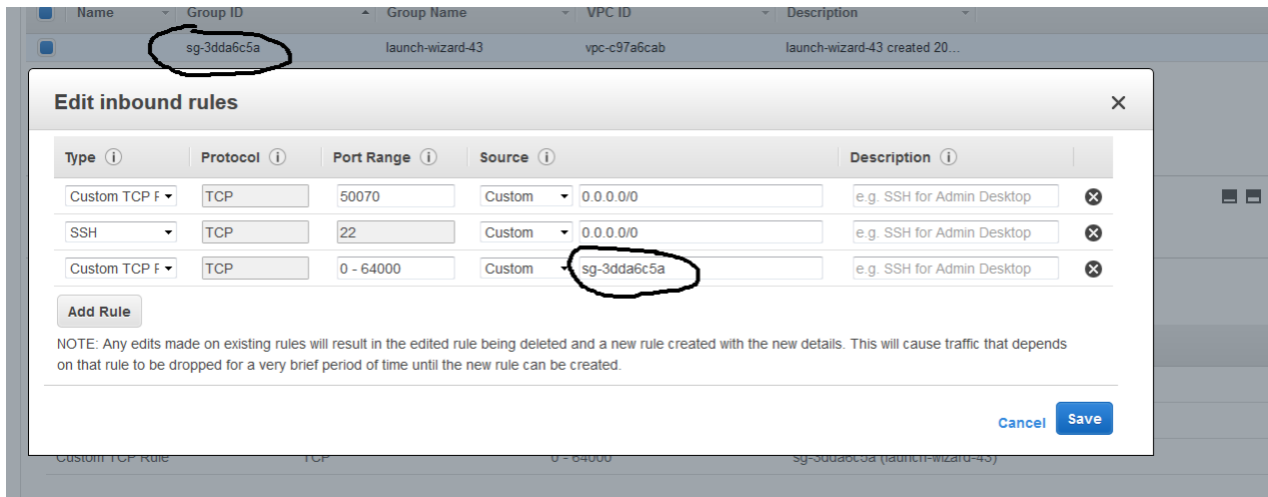 Name Group ID Group Name VPC ID Description
sg-3dda6c5a launch-wizard-43 vpc-c97a6cab launch-wizard-43 created 20...
Edit inbound rules
Type Protocol Port Range Source Description
Custom TCP F TCP 50070 Custom 0.0.0.0/0 e.g. SSH for Admin Desktop
SSH TCP 22 Custom 0.0.0.0/0 e.g. SSH for Admin Desktop
Custom TCP F TCP 0 - 64000 Custom sg-3dda6c5a e.g. SSH for Admin Desktop
Add Rule
NOTE: Any edits made on existing rules will result in the edited rule being deleted and a new rule created with the new details. This will cause traffic that depends
on that rule to be dropped for a very brief period of time until the new rule can be created.
Cancel Save
Custom TCP Rule TCP 0 - 64000 sg-3dda6c5a (launch-wizard-43)